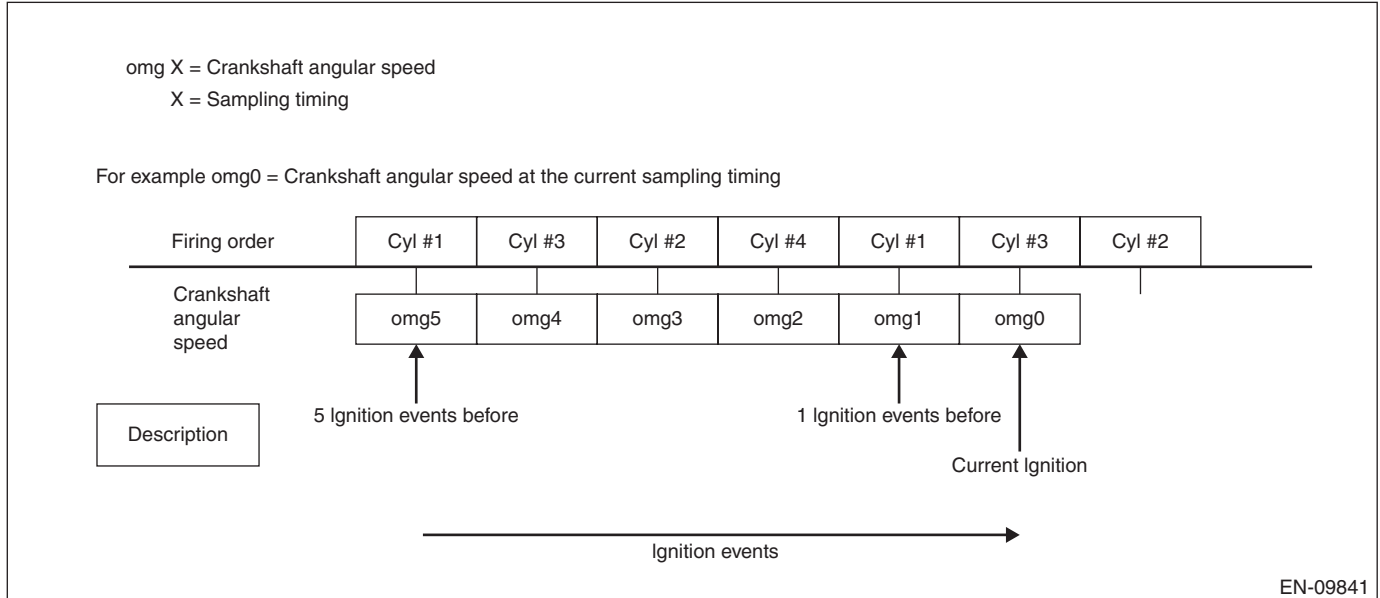 omg X = Crankshaft angular speed
X = Sampling timing
For example omg0 = Crankshaft angular speed at the current sampling timing
Firing order Cyl #1 Cyl #3 Cyl #2 Cyl #4 Cyl #1 Cyl #3 Cyl #2
Crankshaft
angular
speed
omg5 omg4 omg3 omg2 omg1 omg0
5 Ignition events before 1 Ignition events before
Description
Current Ignition
Ignition events
EN-09841